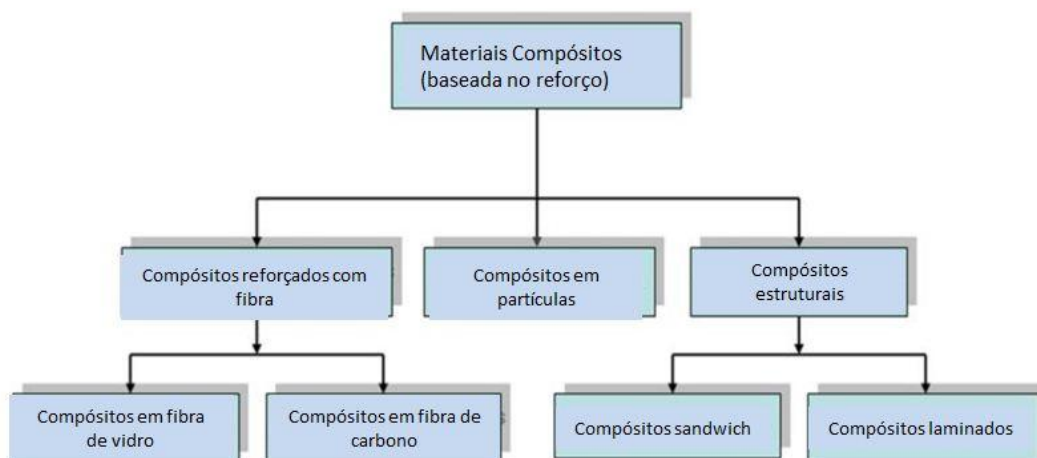 Materiais Compósitos
(baseada no reforço)
Compósitos reforçados com
fibra
Compósitos em
partículas
Compósitos
estruturais
Compósitos em fibra
de vidro
Compósitos em fibra de
carbono
Compósitos sandwich
Compósitos laminados